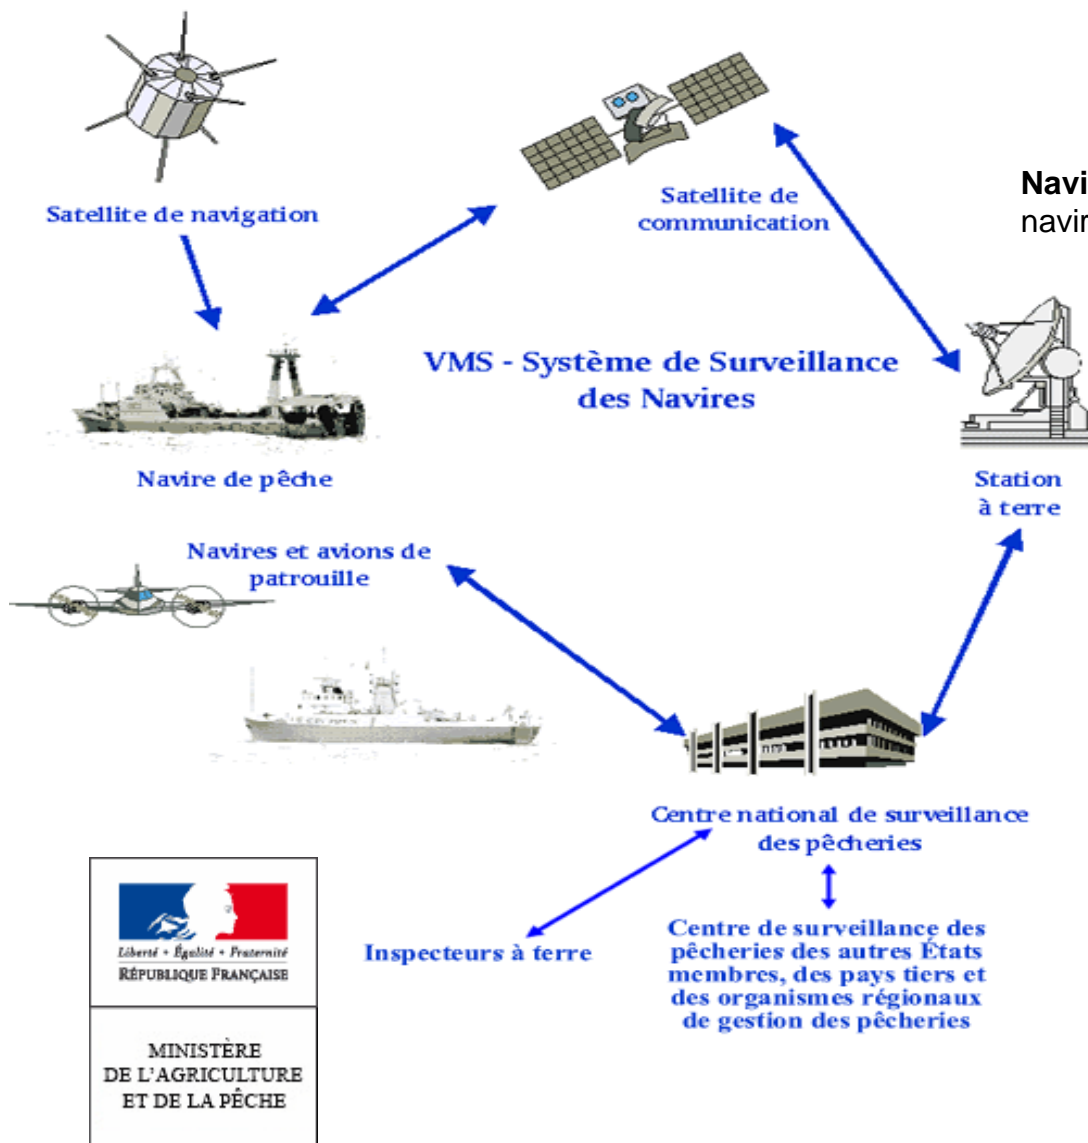 Satellite de navigation
Satellite de
communication
VMS - Système de Surveillance
des Navires
Navire de pêche
Station
à terre
Navires et avions de
patrouille
Centre national de surveillance
des pêcheries
Inspecteurs à terre
Centre de surveillance des
pêcheries des autres États
membres, des pays tiers et
des organismes régionaux
de gestion des pêcheries
Liberté • Égalité • Fraternité
RÉPUBLIQUE FRANÇAISE
MINISTÈRE
DE L'AGRICULTURE
ET DE LA PÊCHE